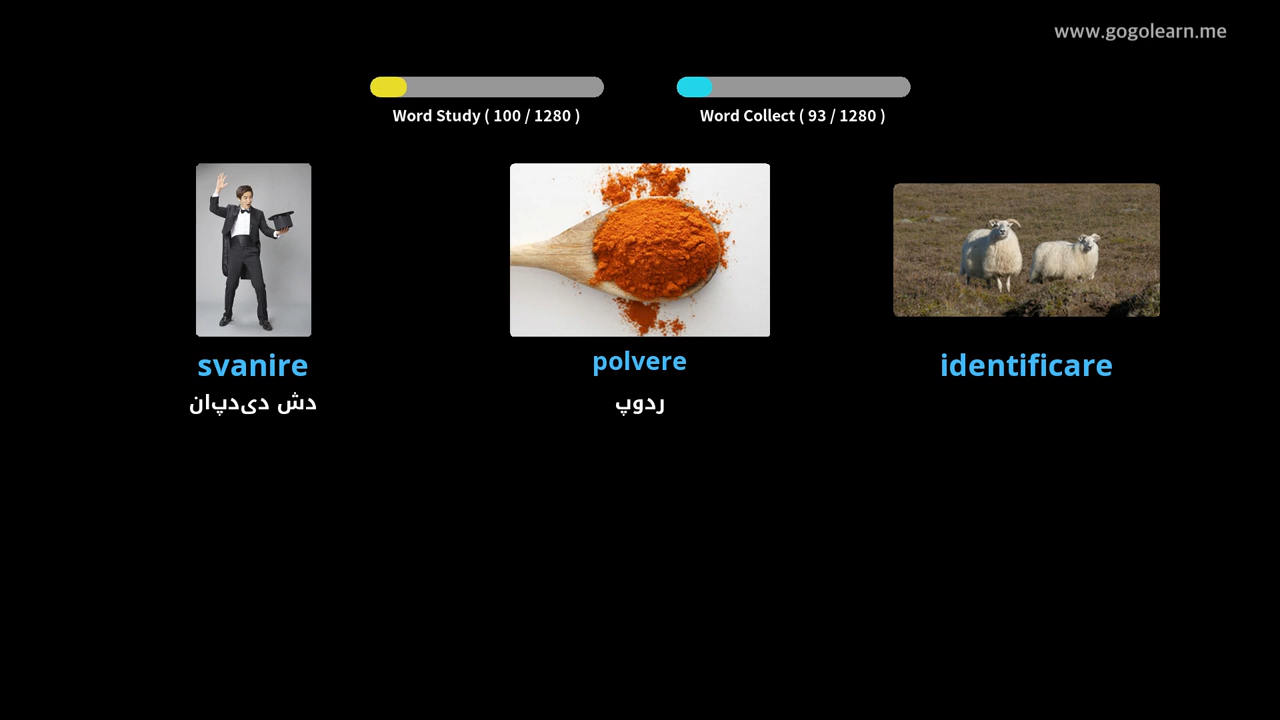 www.gogolearn.me
Word Study ( 100 / 1280 )
Word Collect ( 93 / 1280 )
svanire
دش دیدپان
polvere
ردوپ
identificare